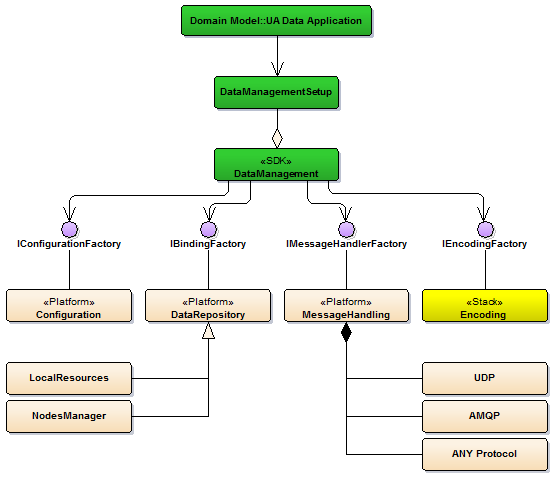 Domain Model::UA Data Application
DataManagementSetup
«SDK»
DataManagement
IConfigurationFactory
IBindingFactory
IMessageHandlerFactory
IEncodingFactory
«Platform»
Configuration
«Platform»
DataRepository
«Platform»
MessageHandling
«Stack»
Encoding
LocalResources
NodesManager
UDP
AMQP
ANY Protocol